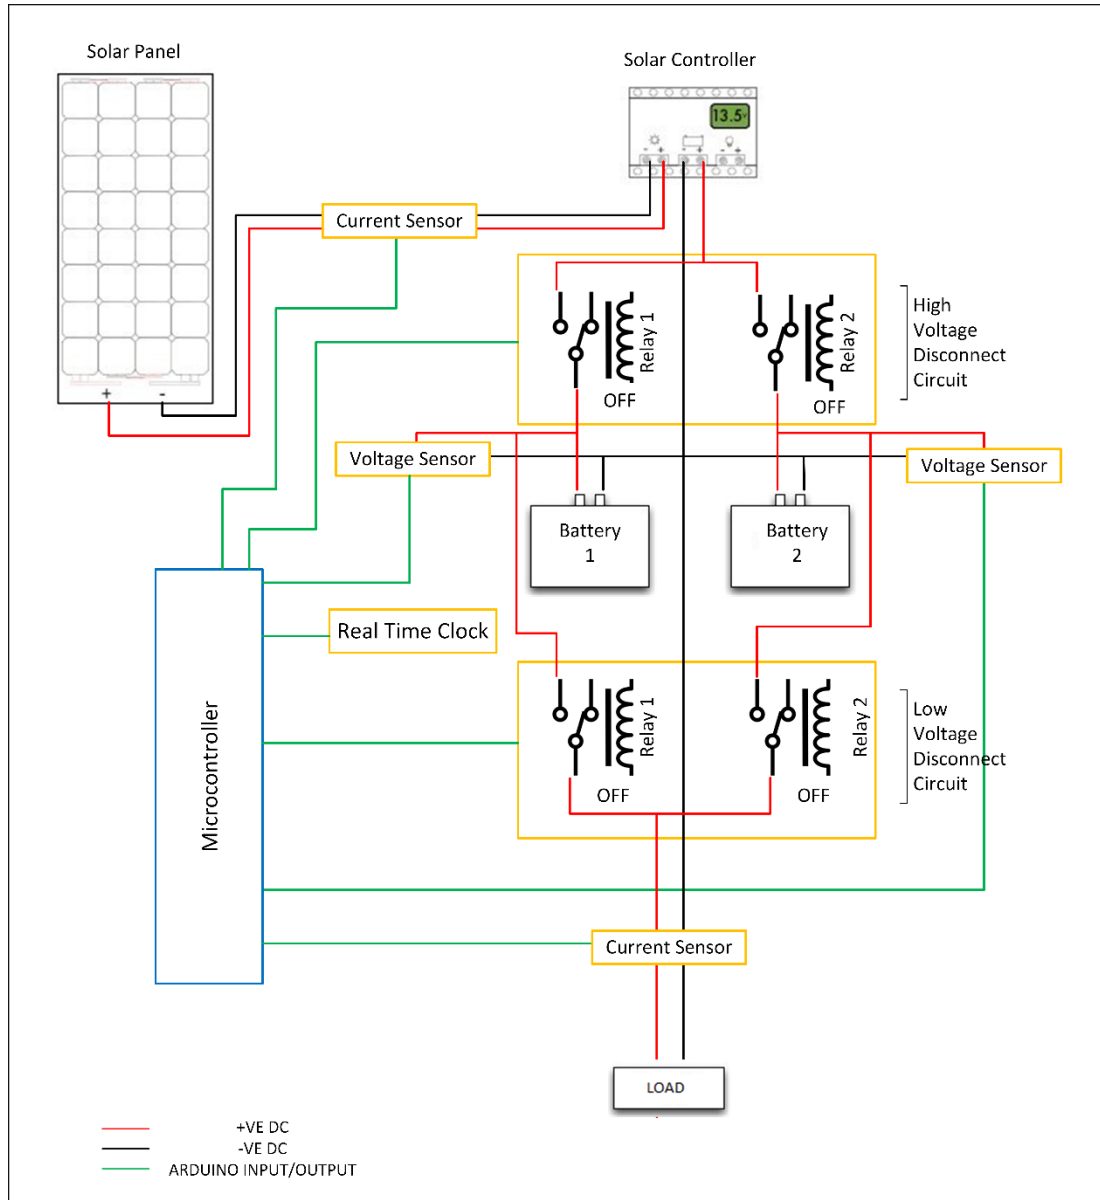 Solar Panel
Solar Controller
13.5v
- + - + - +
Current Sensor
+ -
Relay 1
OFF
Relay 2
OFF
High
Voltage
Disconnect
Circuit
Voltage Sensor
Voltage Sensor
Battery
1
Battery
2
Real Time Clock
Microcontroller
Relay 1
OFF
Relay 2
OFF
Low
Voltage
Disconnect
Circuit
Current Sensor
LOAD
+VE DC
-VE DC
ARDUINO INPUT/OUTPUT